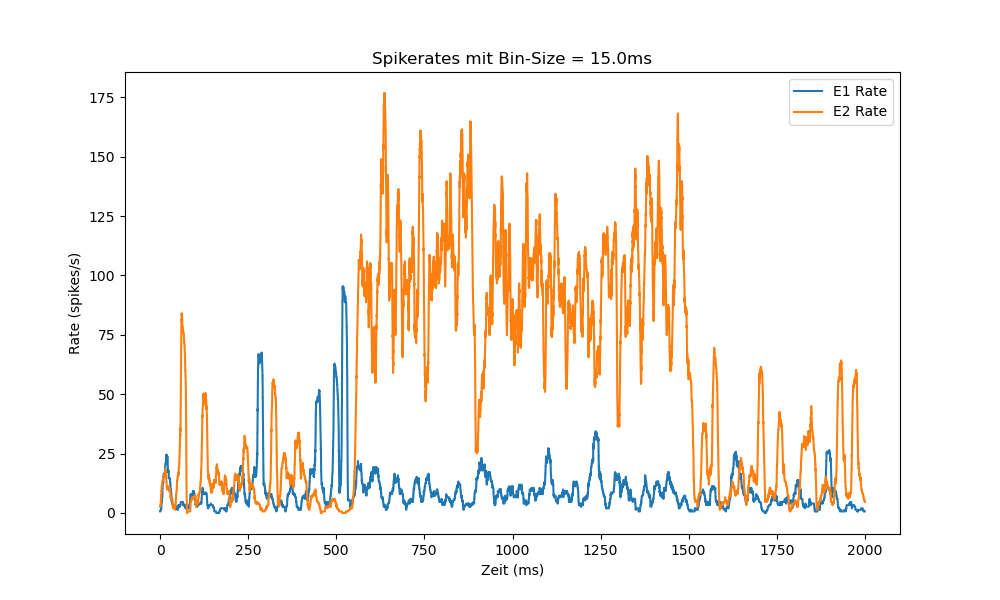 Spikerates mit Bin-Size = 15.0ms
E1 Rate
E2 Rate
175
150
125
100
75
50
25
0
Rate (spikes/s)
0 250 500 750 1000 1250 1500 1750 2000
Zeit (ms)